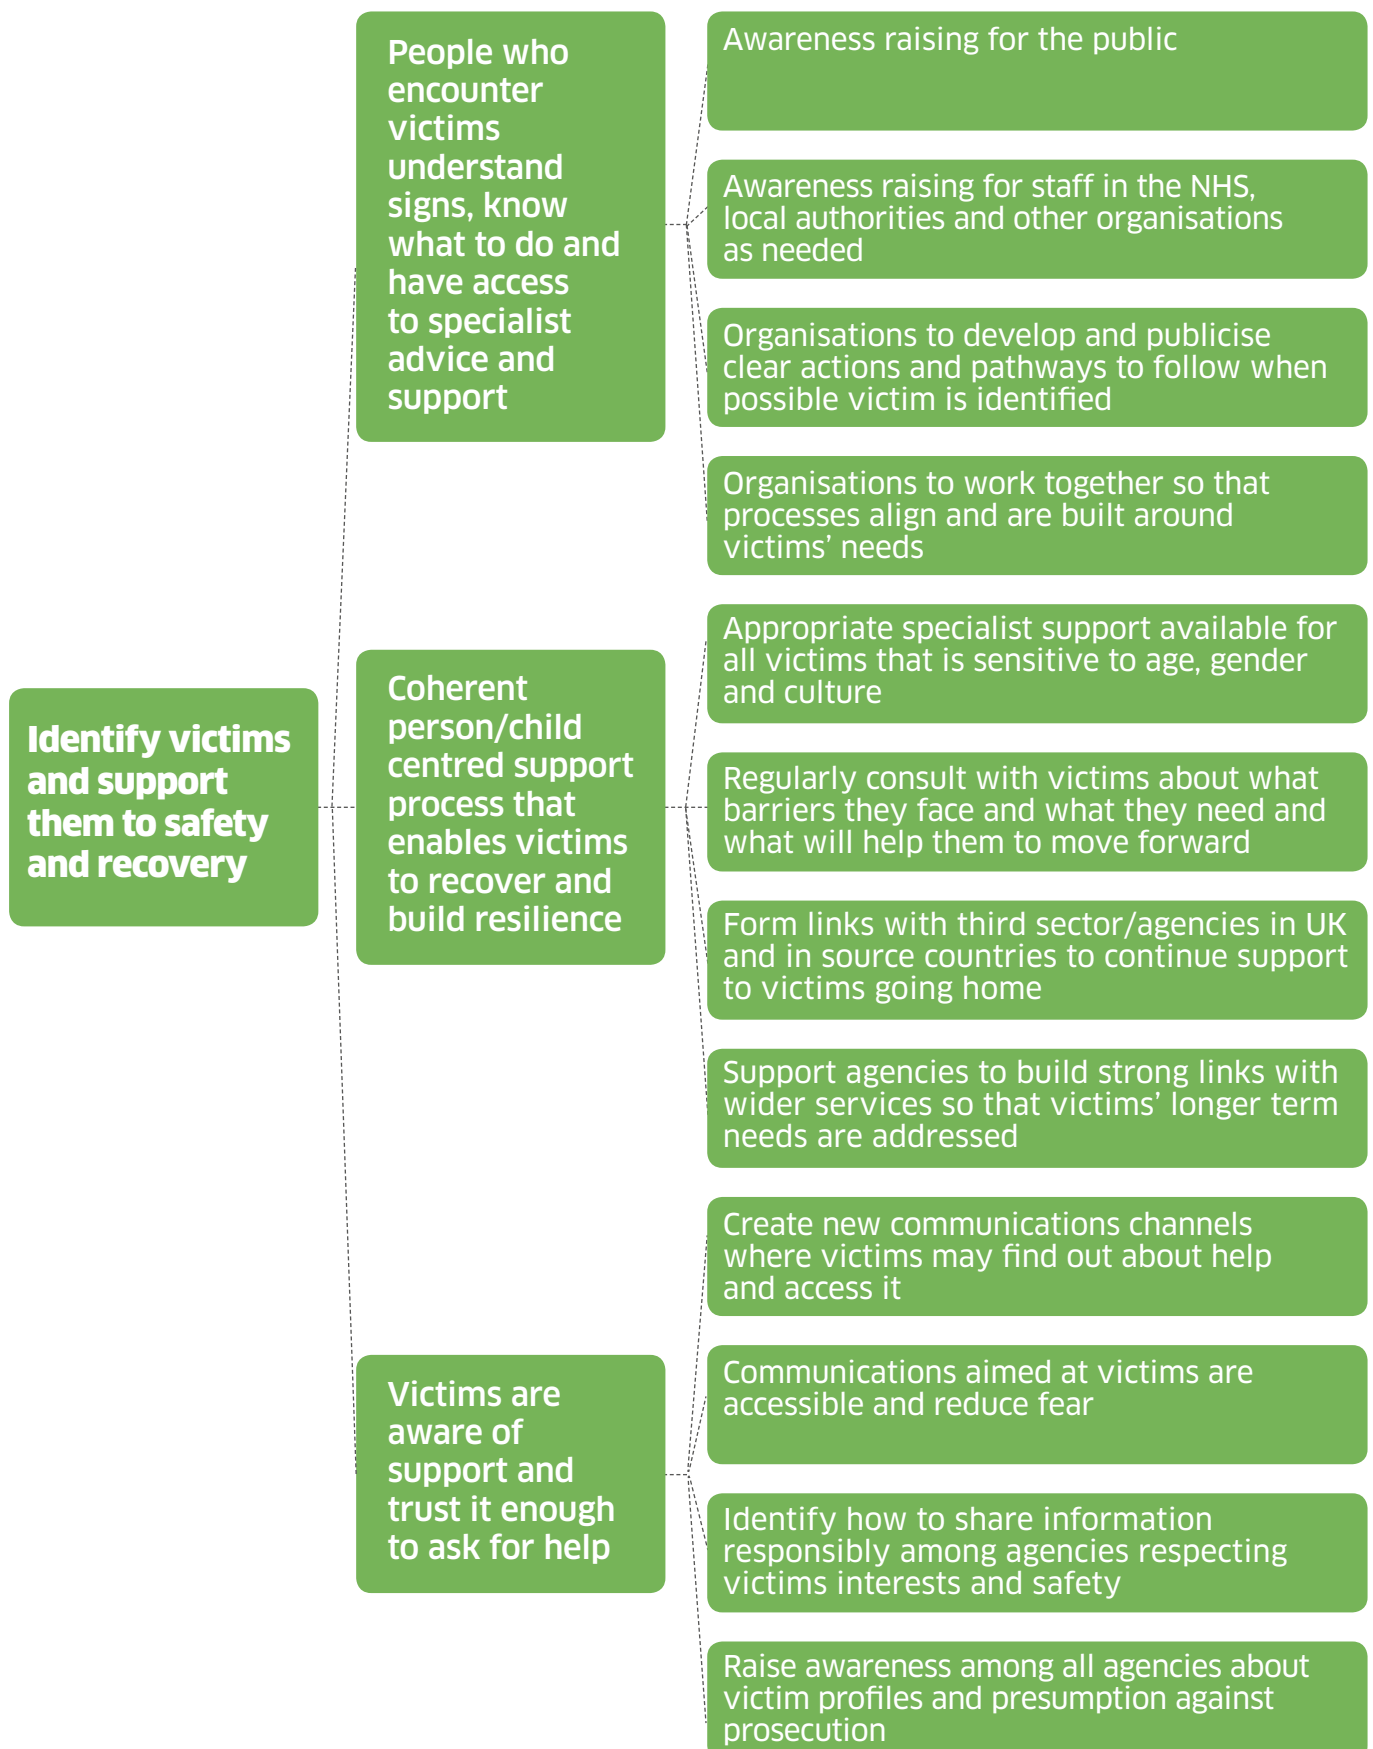 People who
encounter
victims
understand
signs, know
what to do and
have access
to specialist
advice and
support
Awareness raising for the public
Awareness raising for staff in the NHS,
local authorities and other organisations
as needed
Organisations to develop and publicise
clear actions and pathways to follow when
possible victim is identified
Organisations to work together so that
processes align and are built around
victims’ needs
Identify victims
and support
them to safety
and recovery
Coherent
person/child
centred support
process that
enables victims
to recover and
build resilience
Appropriate specialist support available for
all victims that is sensitive to age, gender
and culture
Regularly consult with victims about what
barriers they face and what they need and
what will help them to move forward
Form links with third sector/agencies in UK
and in source countries to continue support
to victims going home
Support agencies to build strong links with
wider services so that victims’ longer term
needs are addressed
Victims are
aware of
support and
trust it enough
to ask for help
Create new communications channels
where victims may find out about help
and access it
Communications aimed at victims are
accessible and reduce fear
Identify how to share information
responsibly among agencies respecting
victims interests and safety
Raise awareness among all agencies about
victim profiles and presumption against
prosecution